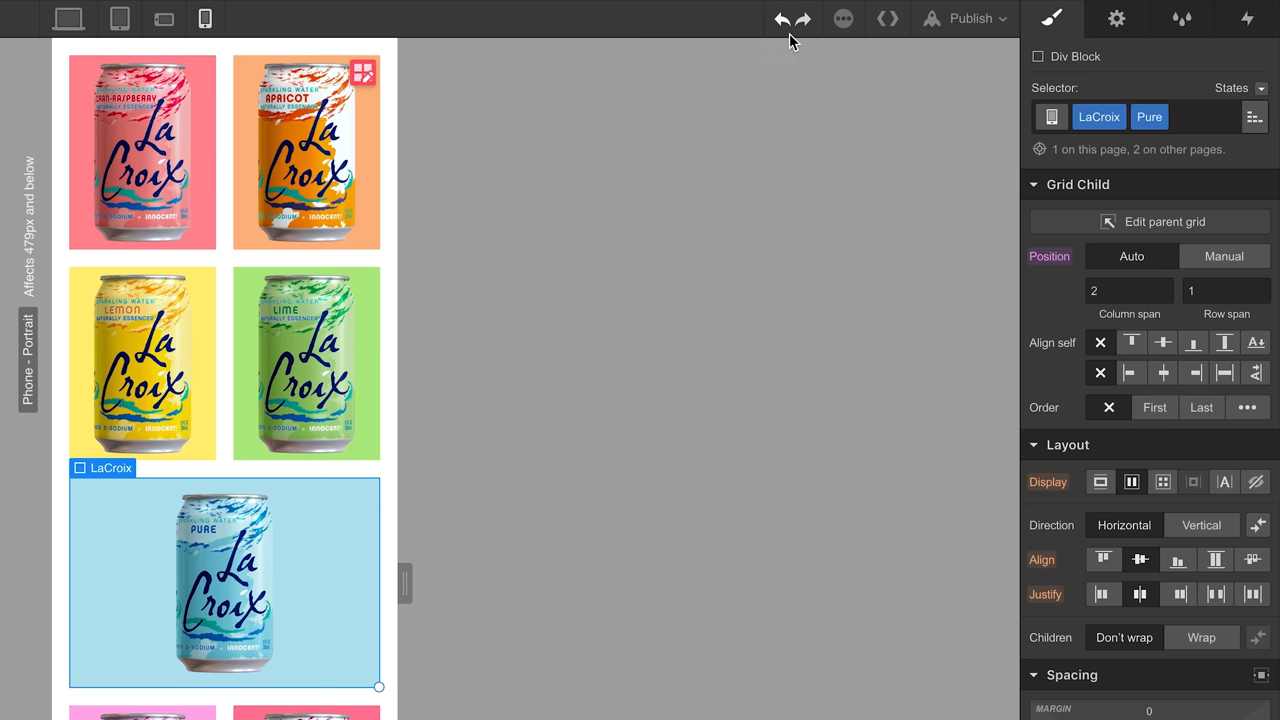 Publish
Div Block
Selector:
States
LaCroix
Pure
1 on this page, 2 on other pages.
Grid Child
Edit parent grid
Position
Auto
Manual
2
1
Column span
Row span
Align self
Order
First
Last
Layout
Display
Direction
Horizontal
Vertical
Align
Justify
Children
Don't wrap
Wrap
Spacing
MARGIN
0
Affects 479px and below
Phone - Portrait
SPARKLING WATER
CRAN-RASPBERRY
NATURALLY ESSENCED
La
Croix
SODIUM • INNOCENT
SPARKLING WATER
APRICOT
NATURALLY ESSENCED
La
Croix
0-SODIUM • INNOCENT
SPARKLING WATER
LEMON
NATURALLY ESSENCED
La
Croix
0-SODIUM • INNOCENT
SPARKLING WATER
LIME
NATURALLY ESSENCED
La
Croix
0-SODIUM • INNOCENT
LaCroix
SPARKLING WATER
PURE
La
Croix
0-SODIUM • INNOCENT